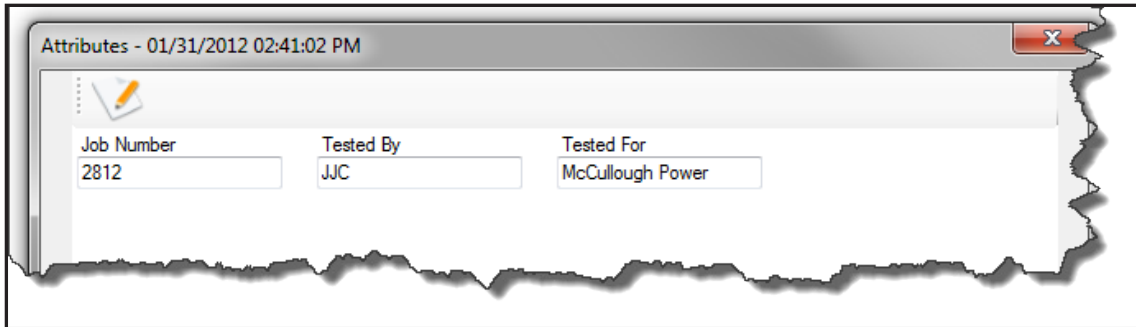 Attributes - 01/31/2012 02:41:02 PM
Job Number Tested By Tested For
2812 JJC McCullough Power